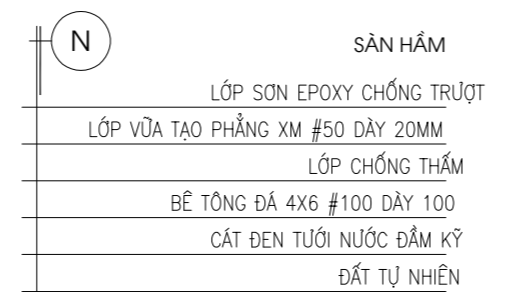 N
SÀN HẦM
LỚP SƠN EPOXY CHỐNG TRƯỢT
LỚP VỮA TẠO PHẲNG XM #50 DÀY 20MM
LỚP CHỐNG THẤM
BÊ TÔNG ĐÁ 4X6 #100 DÀY 100
CÁT ĐEN TƯỚI NƯỚC ĐẦM KỸ
ĐẤT TỰ NHIÊN